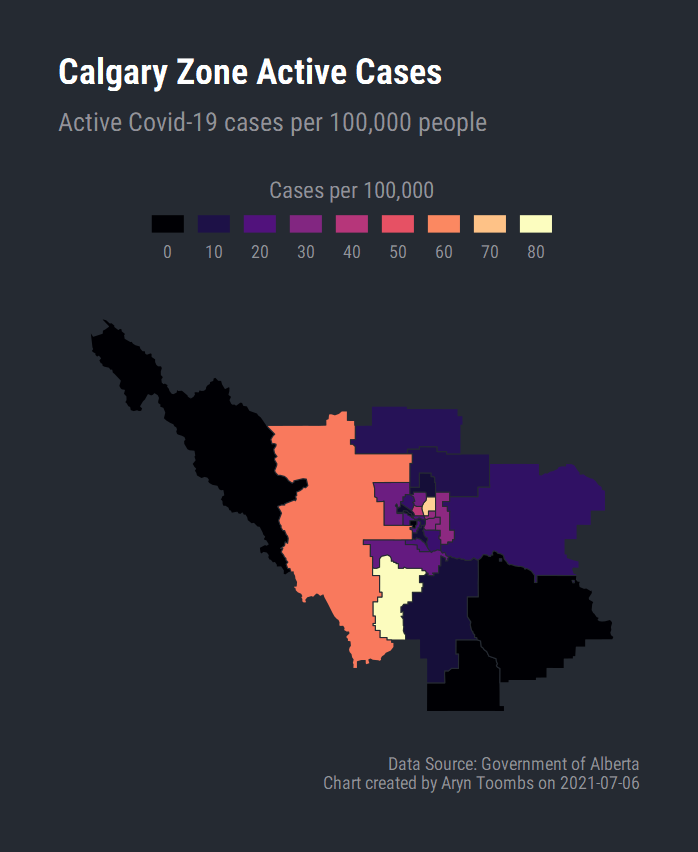 Calgary Zone Active Cases
Active Covid-19 cases per 100,000 people
Cases per 100,000
0 10 20 30 40 50 60 70 80
Data Source: Government of Alberta
Chart created by Aryn Toombs on 2021-07-06